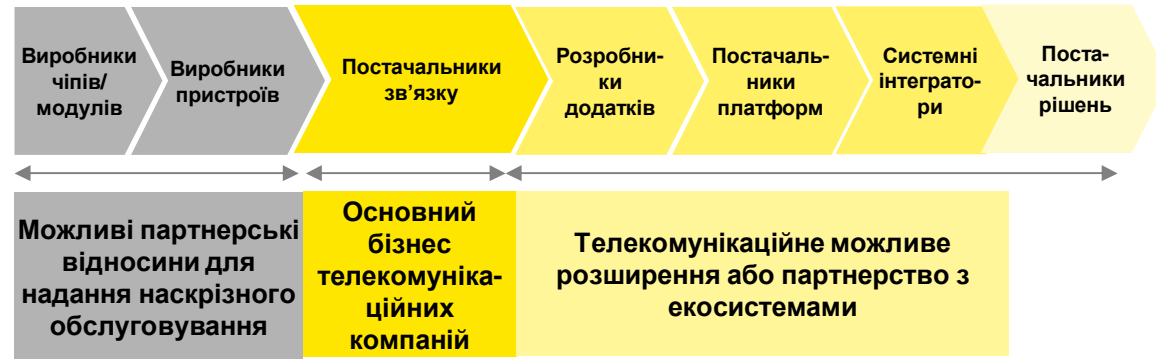 Виробники
чіпів/
модулів
Виробники
пристроїв
Постачальники
зв’язку
Розробни-
ки
додатків
Постачаль-
ники
платформ
Системні
інтегратo-
ри
Поста-
чальники
рішень
Можливі партнерські
відносини для
надання наскрізного
обслуговування
Основний
бізнес
телекомуніка-
ційних
компаній
Телекомунікаційне можливе
розширення або партнерство з
екосистемами